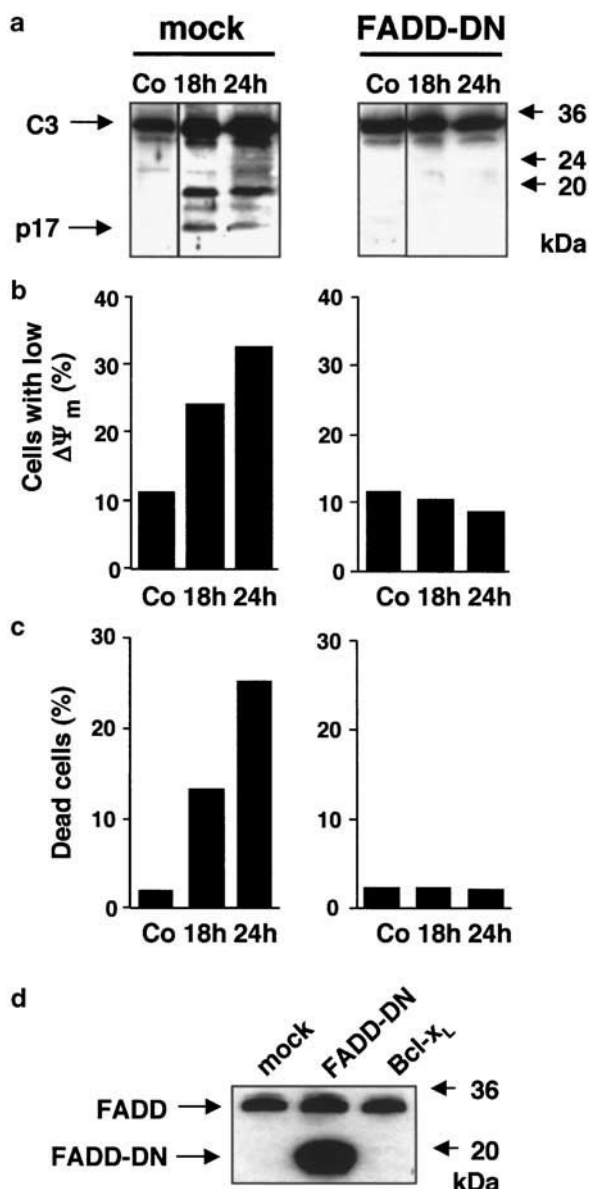 a
mock FADD-DN
Co 18h 24h Co 18h 24h
C3 36
24
20
p17
kDa
b
Cells with low
ΔΨm (%)
40 40
30 30
20 20
10 10
0 0
Co 18h 24h Co 18h 24h
c
Dead cells (%)
30 30
20 20
10 10
0 0
Co 18h 24h Co 18h 24h
d
mock FADD-DN Bcl-xL
FADD 36
FADD-DN 20
kDa